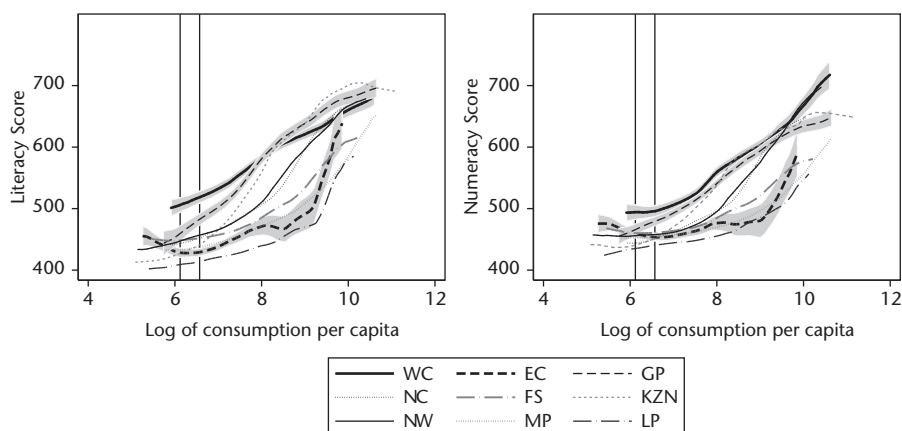 Literacy Score
700
600
500
400
4 6 8 10 12
Log of consumption per capita
Numeracy Score
700
600
500
400
4 6 8 10 12
Log of consumption per capita
WC EC GP
NC FS KZN
NW MP LP